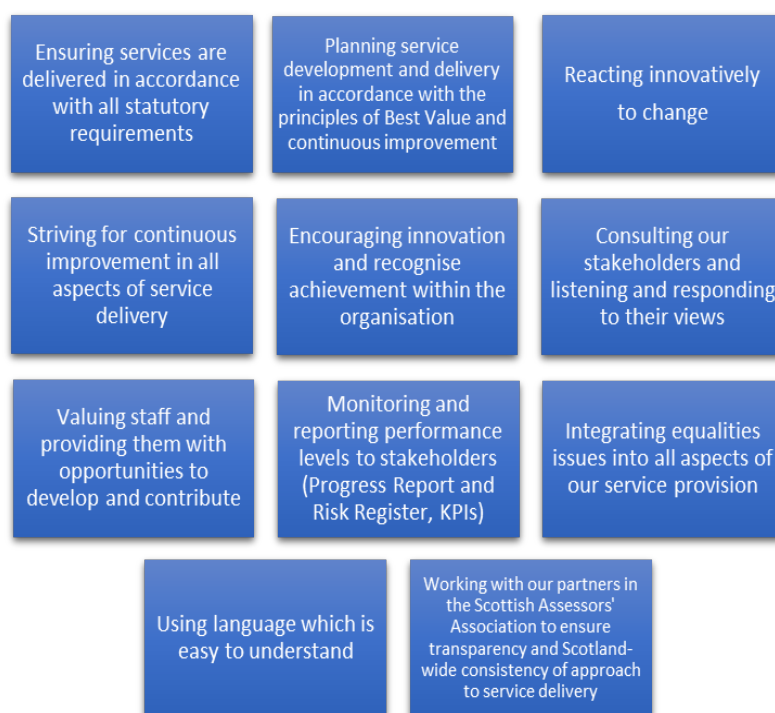 Ensuring services are
delivered in accordance
with all statutory
requirements
Planning service
development and delivery
in accordance with the
principles of Best Value and
continuous improvement
Reacting innovatively
to change
Striving for continuous
improvement in all
aspects of service
delivery
Encouraging innovation
and recognise
achievement within the
organisation
Consulting our
stakeholders and
listening and responding
to their views
Valuing staff and
providing them with
opportunities to
develop and contribute
Monitoring and
reporting performance
levels to stakeholders
(Progress Report and
Risk Register, KPIs)
Integrating equalities
issues into all aspects of
our service provision
Using language which is
easy to understand
Working with our partners in
the Scottish Assessors'
Association to ensure
transparency and Scotland-
wide consistency of approach
to service delivery